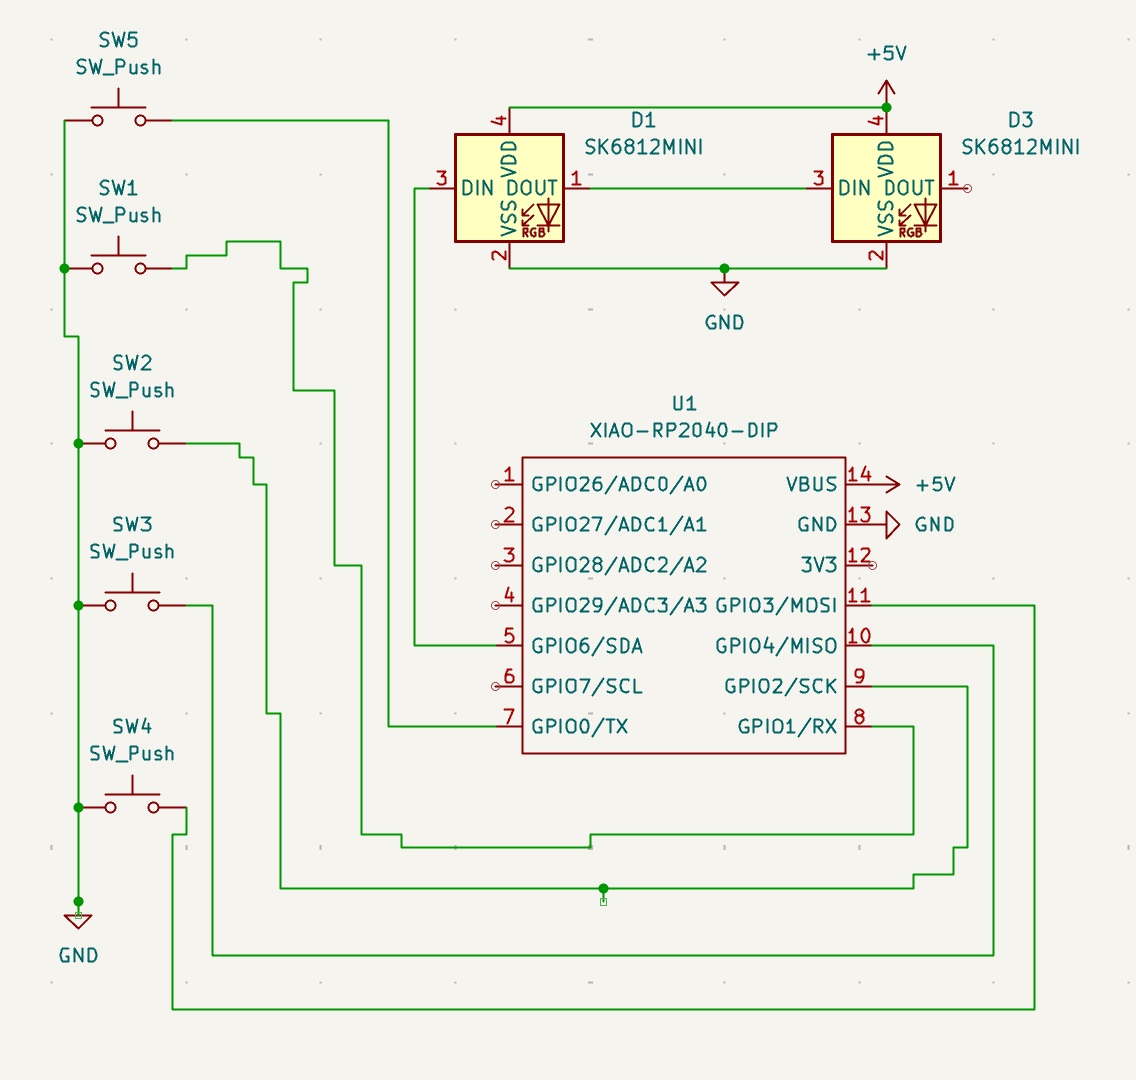 SW5
SW_Push
SW1
SW_Push
SW2
SW_Push
SW3
SW_Push
SW4
SW_Push
GND
+5V
D1
SK6812MINI
4
VDD
3
DIN
DOUT
1
VSS
RGB
2
D3
SK6812MINI
4
VDD
3
DIN
DOUT
1
VSS
RGB
2
GND
U1
XIAO-RP2040-DIP
1 GPIO26/ADC0/A0 VBUS 14 +5V
2 GPIO27/ADC1/A1 GND 13 GND
3 GPIO28/ADC2/A2 3V3 12
4 GPIO29/ADC3/A3 GPIO3/MOSI 11
5 GPIO6/SDA GPIO4/MISO 10
6 GPIO7/SCL GPIO2/SCK 9
7 GPIO0/TX GPIO1/RX 8